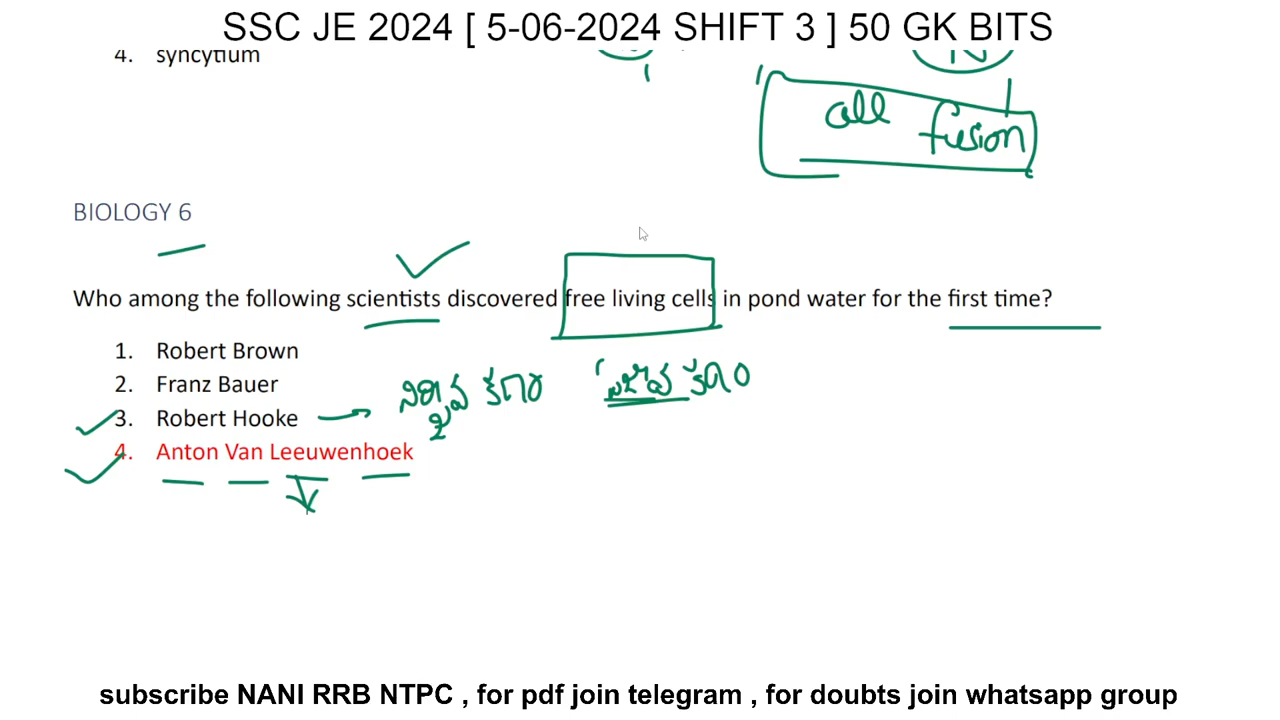 SSC JE 2024 [ 5-06-2024 SHIFT 3 ] 50 GK BITS
4. syncytium
all fusion
BIOLOGY 6
Who among the following scientists discovered free living cells in pond water for the first time?
1. Robert Brown
2. Franz Bauer
3. Robert Hooke
4. Anton Van Leeuwenhoek
subscribe NANI RRB NTPC , for pdf join telegram , for doubts join whatsapp group